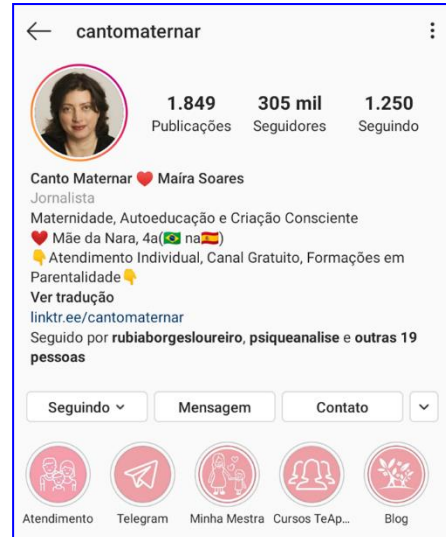 cantomaternar
1.849 305 mil 1.250
Publicações Seguidores Seguindo
Canto Maternar ❤️ Maíra Soares
Jornalista
Maternidade, Autoeducação e Criação Consciente
❤️ Mãe da Nara, 4a(🇧🇷 na🇪🇸)
👇Atendimento Individual, Canal Gratuito, Formações em
Parentalidade👇
Ver tradução
linktr.ee/cantomaternar
Seguido por rubiaborgesloureiro, psiqueanalise e outras 19
pessoas
Seguindo Mensagem Contato
Atendimento Telegram Minha Mestra Cursos TeAp... Blog